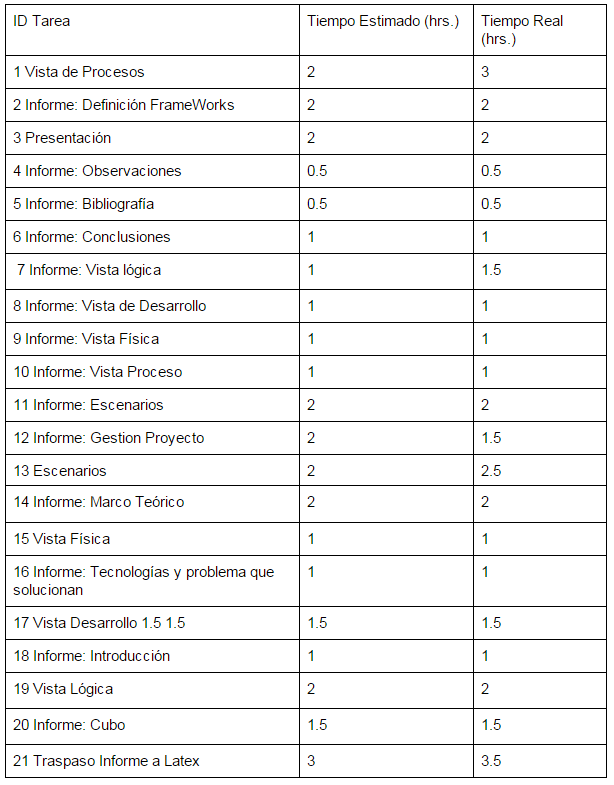 ID Tarea Tiempo Estimado (hrs.) Tiempo Real
(hrs.)
1 Vista de Procesos 2 3
2 Informe: Definición FrameWorks 2 2
3 Presentación 2 2
4 Informe: Observaciones 0.5 0.5
5 Informe: Bibliografía 0.5 0.5
6 Informe: Conclusiones 1 1
7 Informe: Vista lógica 1 1.5
8 Informe: Vista de Desarrollo 1 1
9 Informe: Vista Física 1 1
10 Informe: Vista Proceso 1 1
11 Informe: Escenarios 2 2
12 Informe: Gestion Proyecto 2 1.5
13 Escenarios 2 2.5
14 Informe: Marco Teórico 2 2
15 Vista Física 1 1
16 Informe: Tecnologías y problema que 1 1
solucionan
17 Vista Desarrollo 1.5 1.5 1.5 1.5
18 Informe: Introducción 1 1
19 Vista Lógica 2 2
20 Informe: Cubo 1.5 1.5
21 Traspaso Informe a Latex 3 3.5